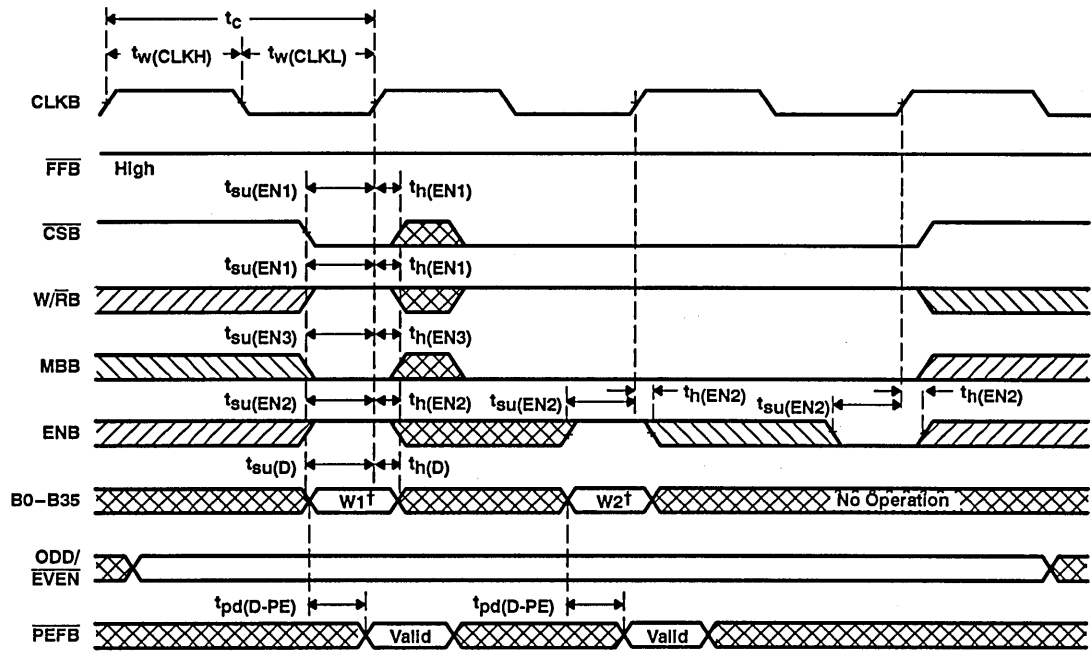 tc
tw(CLKH) tw(CLKL)
CLKB
FFB High
tsu(EN1) th(EN1)
CSB
tsu(EN1) th(EN1)
W/RB
tsu(EN3) th(EN3)
MBB
tsu(EN2) th(EN2) tsu(EN2) th(EN2) tsu(EN2) th(EN2)
ENB
tsu(D) th(D)
B0–B35 W1† W2† No Operation
ODD/
EVEN
tpd(D-PE) tpd(D-PE)
PEFB Valid Valid